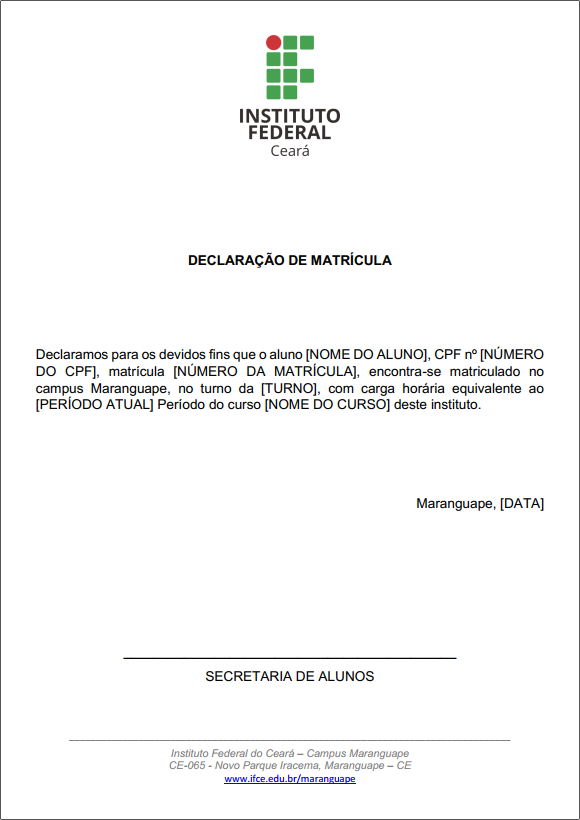 INSTITUTO
FEDERAL
Ceará
DECLARAÇÃO DE MATRÍCULA
Declaramos para os devidos fins que o aluno [NOME DO ALUNO], CPF nº [NÚMERO
DO CPF], matrícula [NÚMERO DA MATRÍCULA], encontra-se matriculado no
campus Maranguape, no turno da [TURNO], com carga horária equivalente ao
[PERÍODO ATUAL] Período do curso [NOME DO CURSO] deste instituto.
Maranguape, [DATA]
SECRETARIA DE ALUNOS
Instituto Federal do Ceará – Campus Maranguape
CE-065 - Novo Parque Iracema, Maranguape – CE
www.ifce.edu.br/maranguape